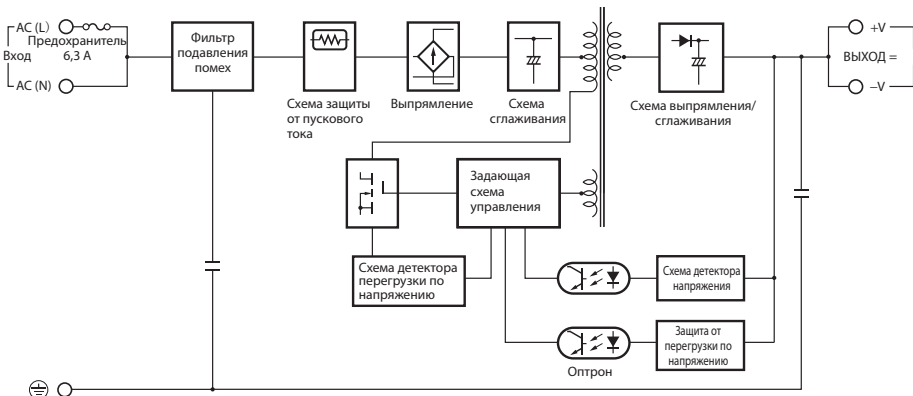 AC (L)
Предохранитель
6,3 А
Вход
AC (N)
Фильтр
подавления
помех
Схема защиты
от пускового
тока
Выпрямление
Схема
сглаживания
Схема выпрямления/
сглаживания
+V
ВЫХОД =
–V
Задающая
схема
управления
Схема детектора
перегрузки по
напряжению
Схема детектора
напряжения
Защита от
перегрузки по
напряжению
Оптрон